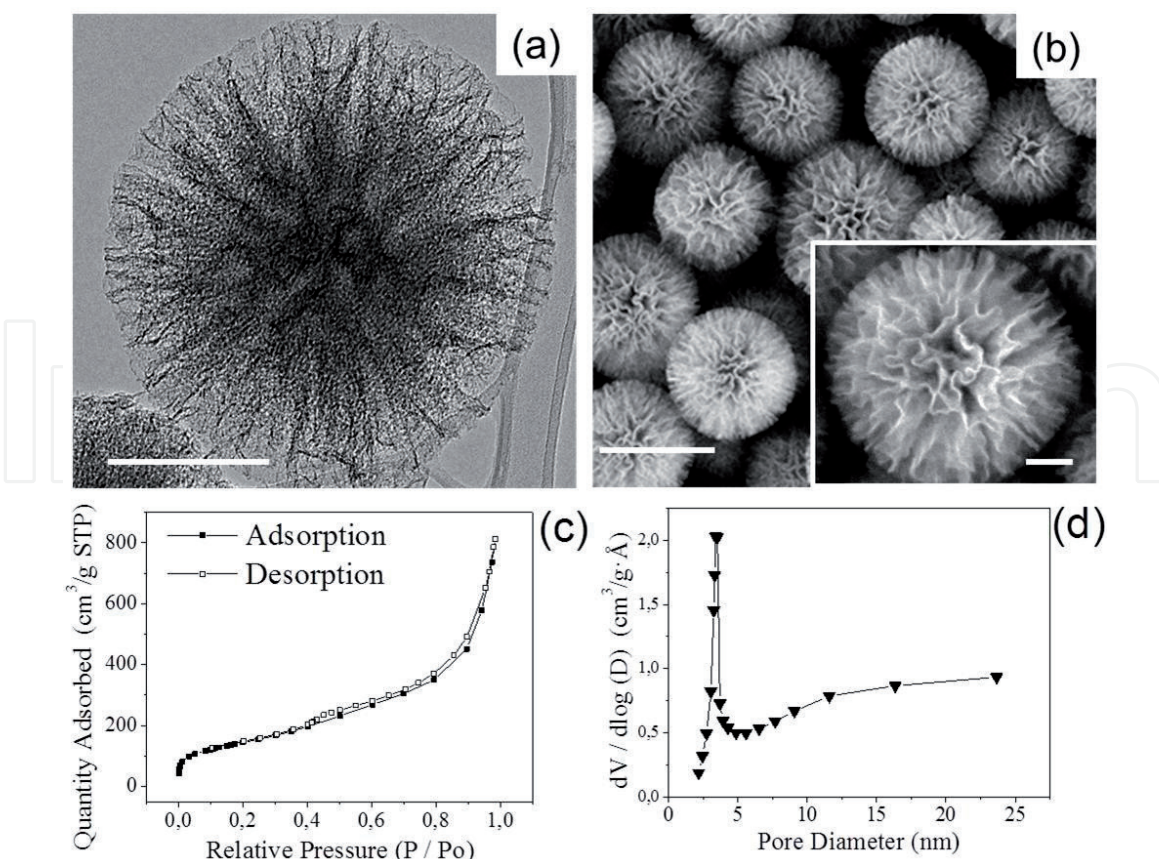 (a)
(b)
(c)
Adsorption
Desorption
Quantity Adsorbed (cm³/g STP)
800
600
400
200
0
0,0 0,2 0,4 0,6 0,8 1,0
Relative Pressure (P / Po)
(d)
dV / dlog (D) (cm³/g·Å)
2,0
1,5
1,0
0,5
0,0
0 5 10 15 20 25
Pore Diameter (nm)